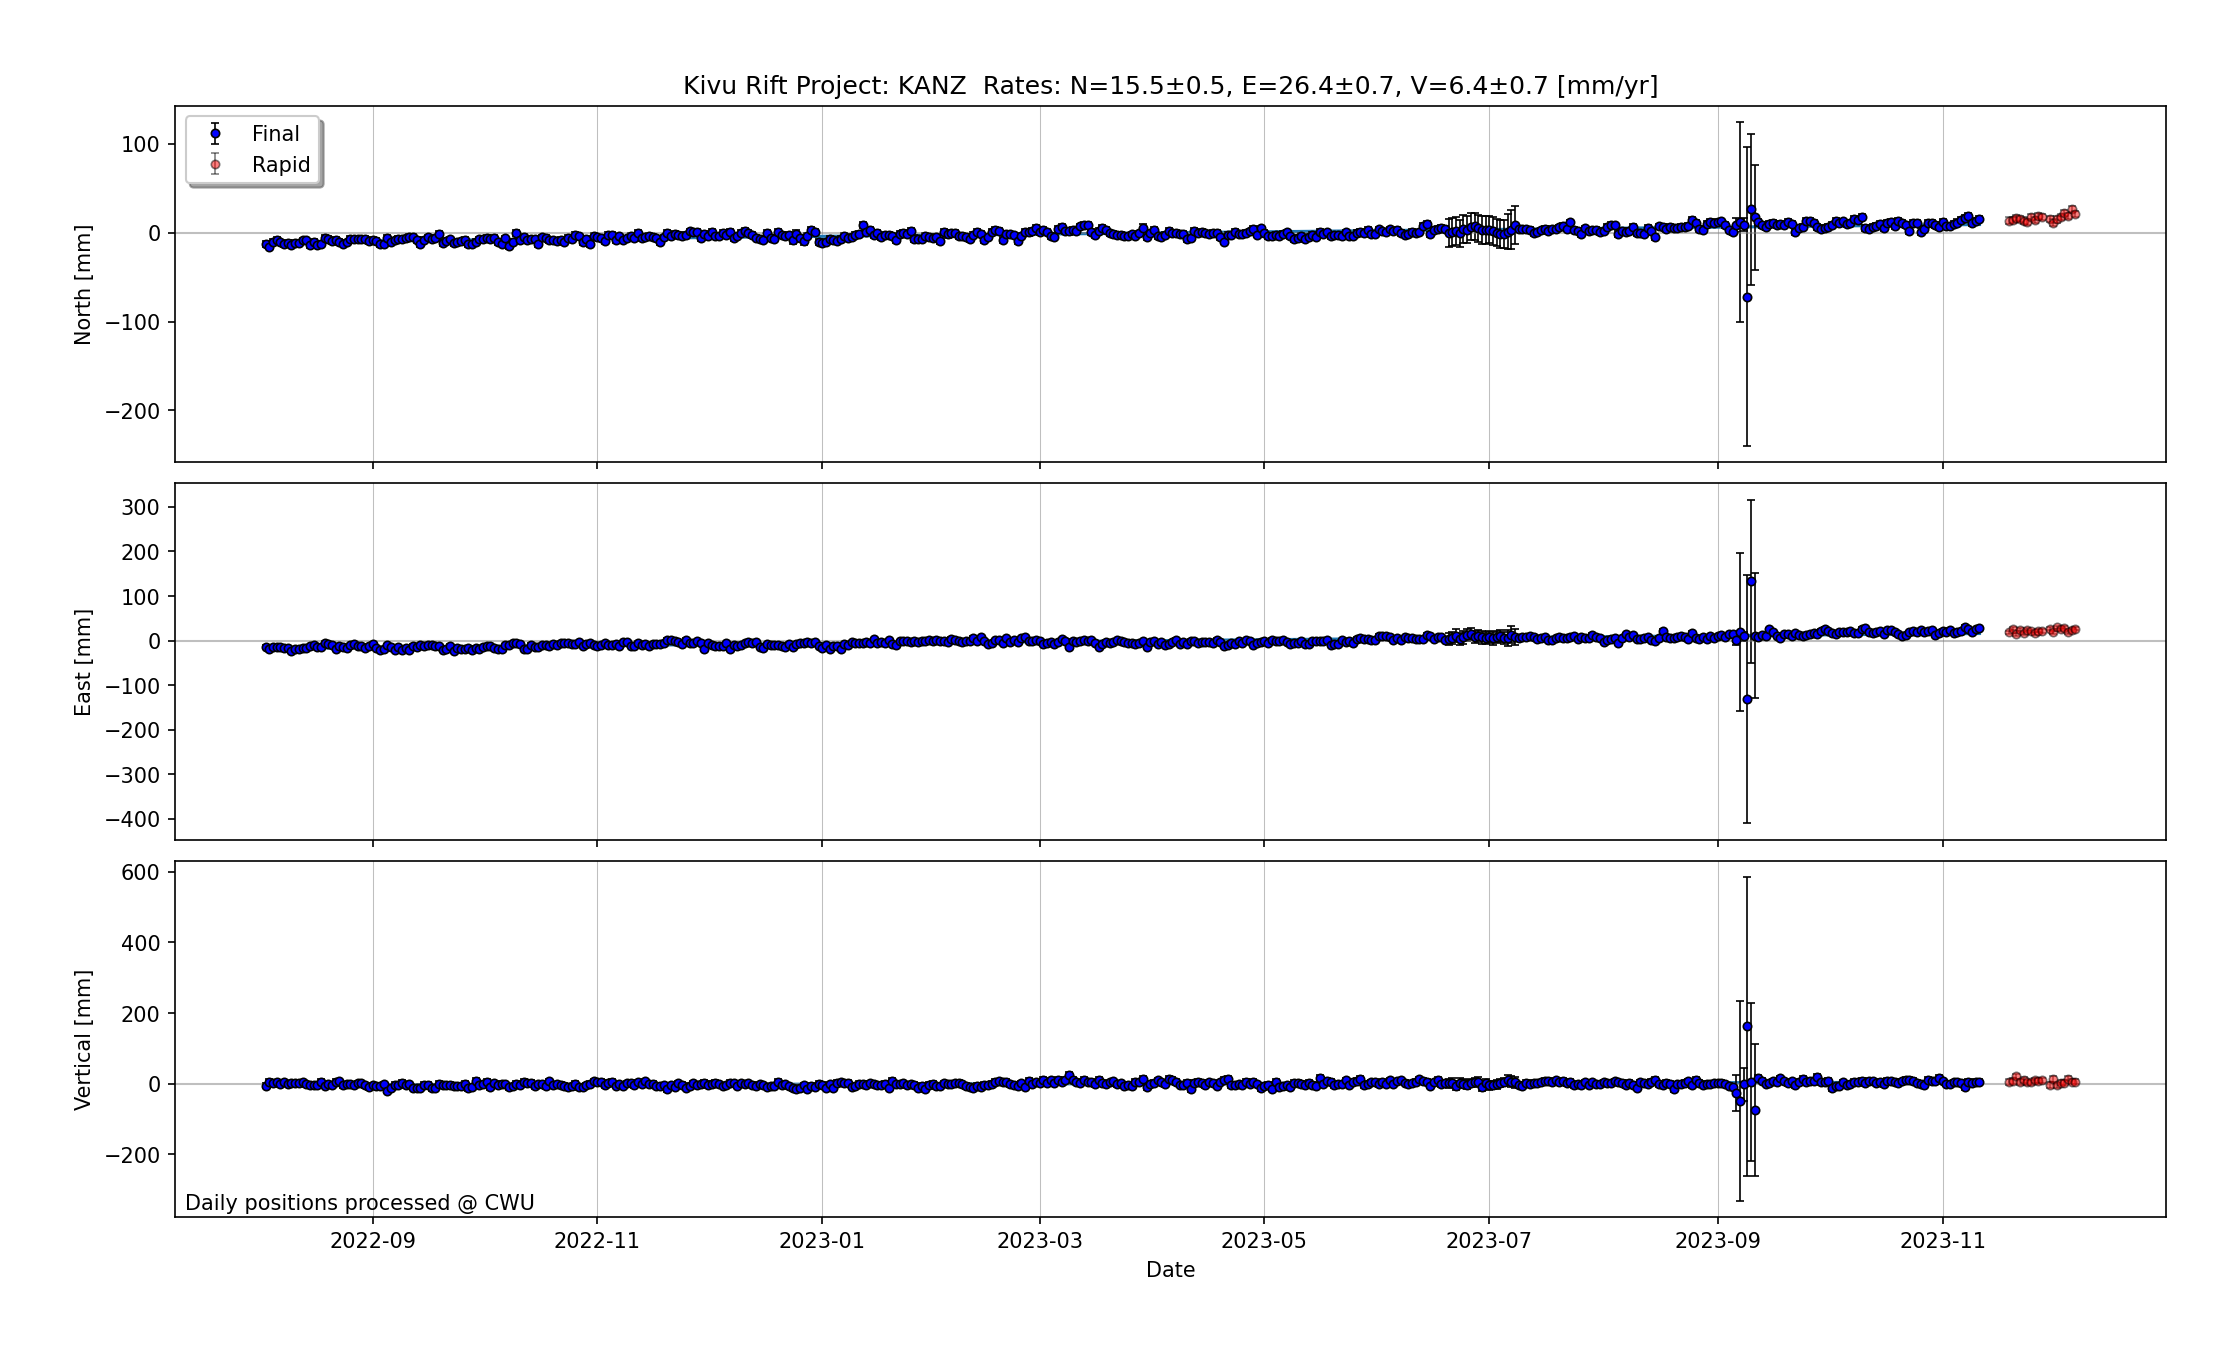 Kivu Rift Project: KANZ  Rates: N=15.5±0.5, E=26.4±0.7, V=6.4±0.7 [mm/yr]
Final
Rapid
100
0
−100
−200
North [mm]
300
200
100
0
−100
−200
−300
−400
East [mm]
600
400
200
0
−200
Vertical [mm]
Daily positions processed @ CWU
2022-09 2022-11 2023-01 2023-03 2023-05 2023-07 2023-09 2023-11
Date